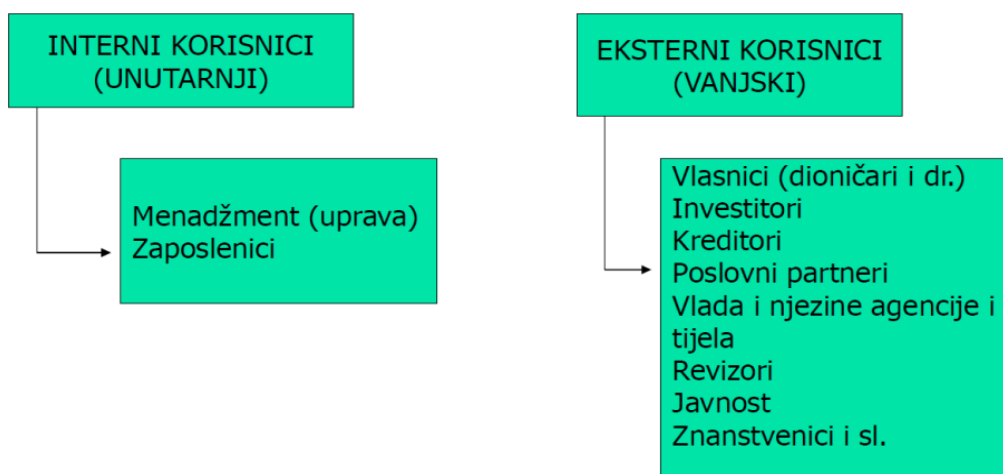 INTERNI KORISNICI
(UNUTARNJI)
Menadžment (uprava)
Zaposlenici
EKSTERNI KORISNICI
(VANJSKI)
Vlasnici (dioničari i dr.)
Investitori
Kreditori
Poslovni partneri
Vlada i njezine agencije i
tijela
Revizori
Javnost
Znanstvenici i sl.